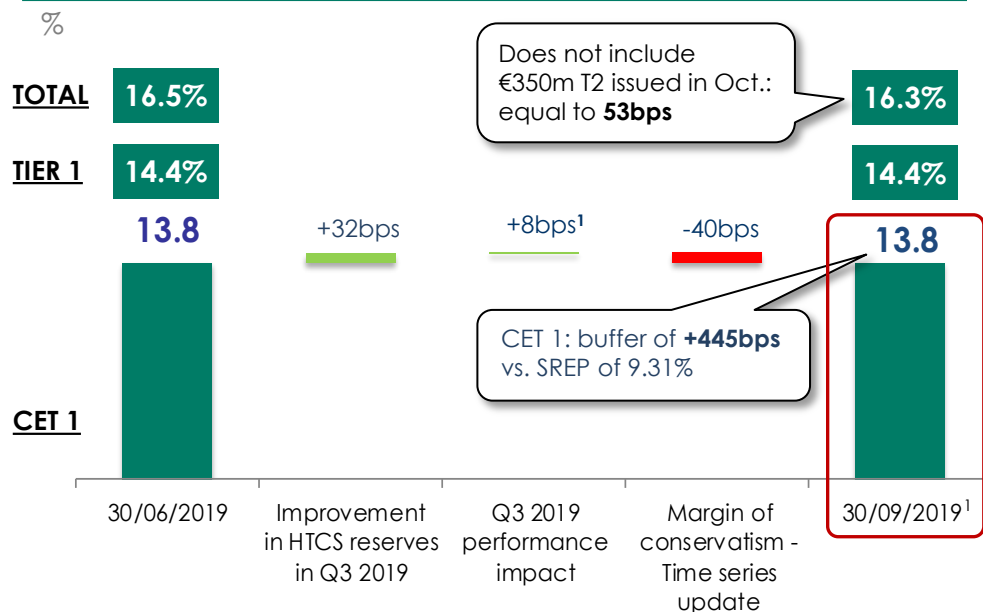 %
Does not include
€350m T2 issued in Oct.:
equal to 53bps
TOTAL 16.5% 16.3%
TIER 1 14.4% 14.4%
13.8 +32bps +8bps¹ -40bps 13.8
CET 1: buffer of +445bps
vs. SREP of 9.31%
CET 1
30/06/2019
Improvement
in HTCS reserves
in Q3 2019
Q3 2019
performance
impact
Margin of
conservatism -
Time series
update
30/09/2019¹